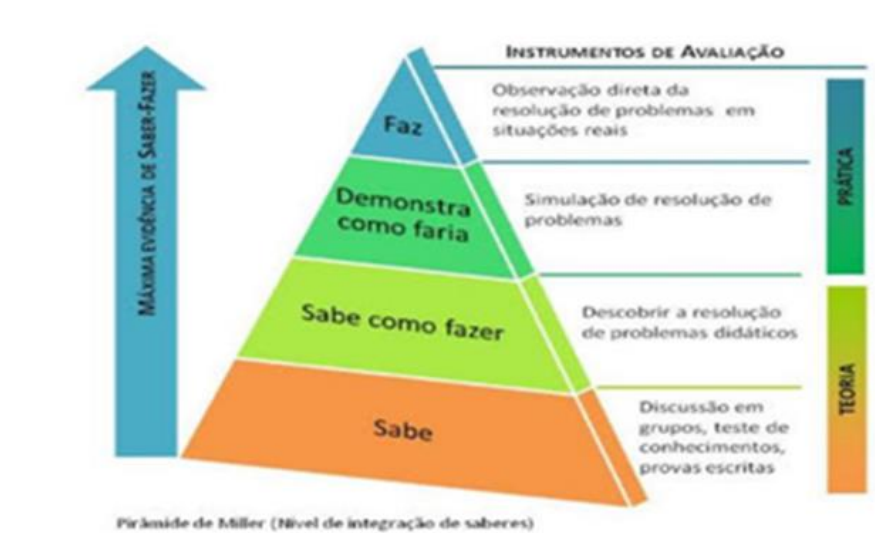 INSTRUMENTOS DE AVALIAÇÃO
MÁXIMA EVIDÊNCIA DE SABER-FAZER
Faz
Observação direta da
resolução de problemas em
situações reais
PRÁTICA
Demonstra
como faria
Simulação de resolução de
problemas
Sabe como fazer
Descobrir a resolução
de problemas didáticos
TEORIA
Sabe
Discussão em
grupos, teste de
conhecimentos,
provas escritas
Pirâmide de Miller (Nível de integração de saberes)